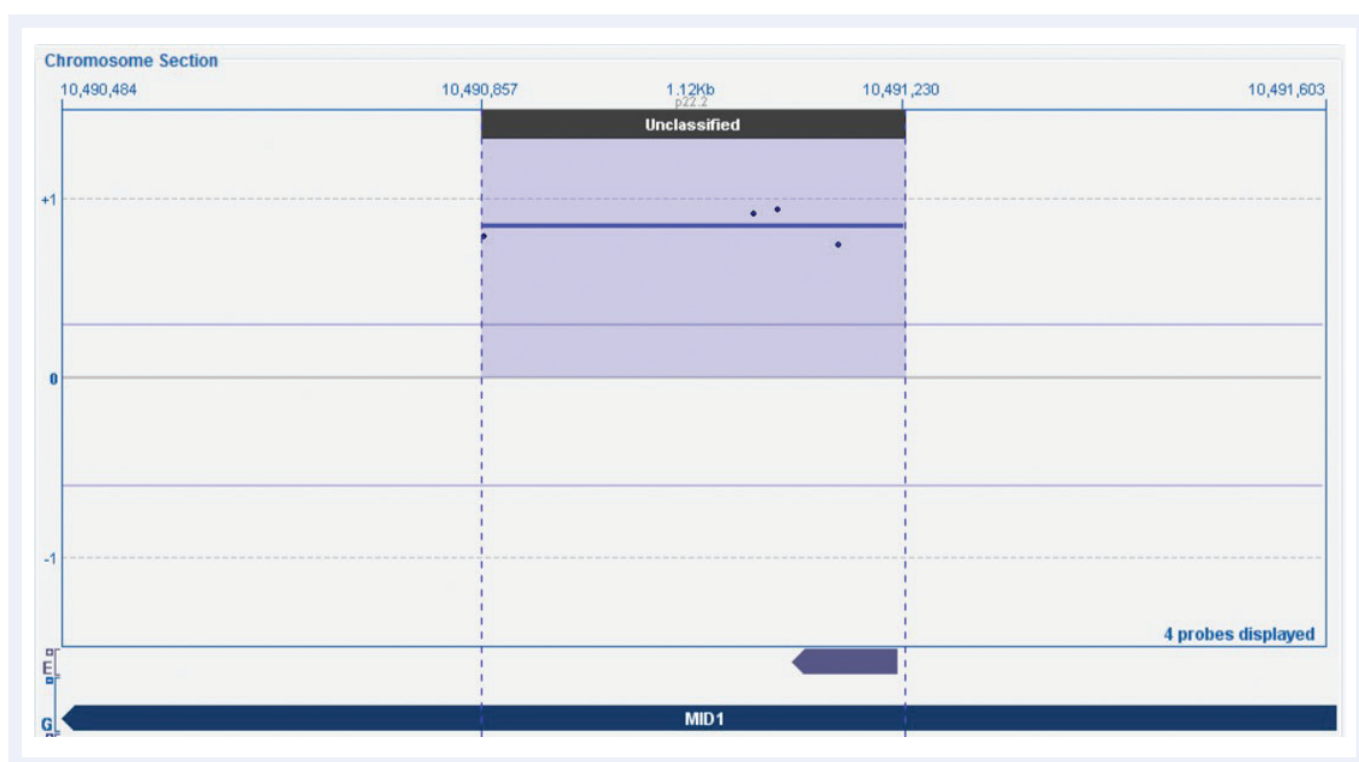 Chromosome Section
10,490,484 10,490,857 1.12Kb 10,491,230 10,491,603
p22.2
Unclassified
+1
0
-1
4 probes displayed
E
MID1
G